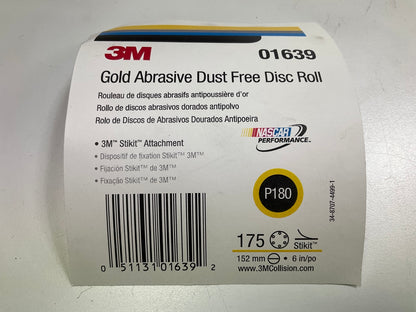 3M
01639
Gold Abrasive Dust Free Disc Roll
Rouleau de disques abrasifs antipoussière d'or
Rollo de discos abrasivos dorados antipolvo
Rolo de Discos de Abrasivos Dourados Antipoeira
NASCAR
PERFORMANCE™
• 3M™ Stikit™ Attachment
• Dispositif de fixation Stikit™ 3M™
• Fijación Stikit™ de 3M™
• Fixação Stikit™ de 3M™
P180
34-8707-4499-1
175
Stikit™
152 mm • 6 in/po
www.3MCollision.com
0 51131 01639 2